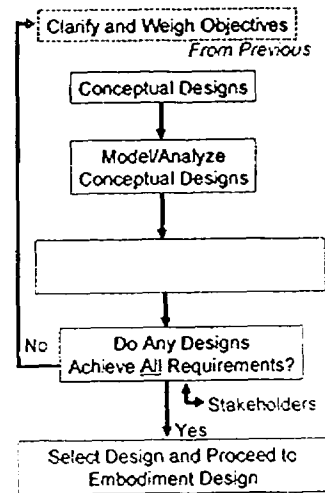 Clarify and Weigh Objectives
From Previous
Conceptual Designs
Model/Analyze
Conceptual Designs
Do Any Designs
Achieve All Requirements?
No
Stakeholders
Yes
Select Design and Proceed to
Embodiment Design